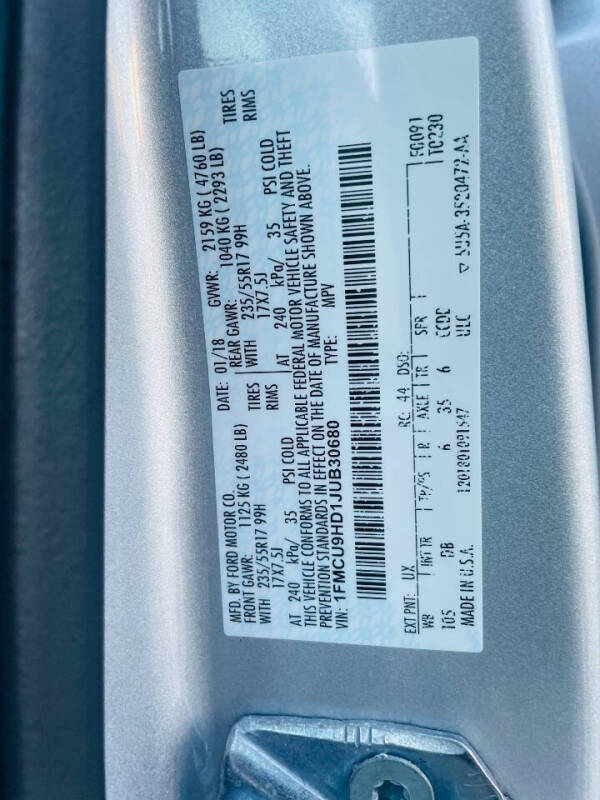 MFD. BY FORD MOTOR CO.
DATE: 01/18
GVWR: 2159 KG ( 4760 LB)
FRONT GAWR: 1125 KG ( 2480 LB)
REAR GAWR: 1040 KG ( 2293 LB)
WITH 235/55R17 99H TIRES
WITH 235/55R17 99H TIRES
17X7.5J RIMS
17X7.5J RIMS
AT 240 kPa/ 35 PSI COLD
AT 240 kPa/ 35 PSI COLD
THIS VEHICLE CONFORMS TO ALL APPLICABLE FEDERAL MOTOR VEHICLE SAFETY AND THEFT
PREVENTION STANDARDS IN EFFECT ON THE DATE OF MANUFACTURE SHOWN ABOVE.
VIN: 1FMCU9HD1JUB30680
TYPE: MPV
EXT PNT: UX RC: 44 DSO: FG091
WB INT TR TP/PS R AXLE TR SPR TC230
105 DB 6 35 6 CCDC
ULC
MADE IN U.S.A.